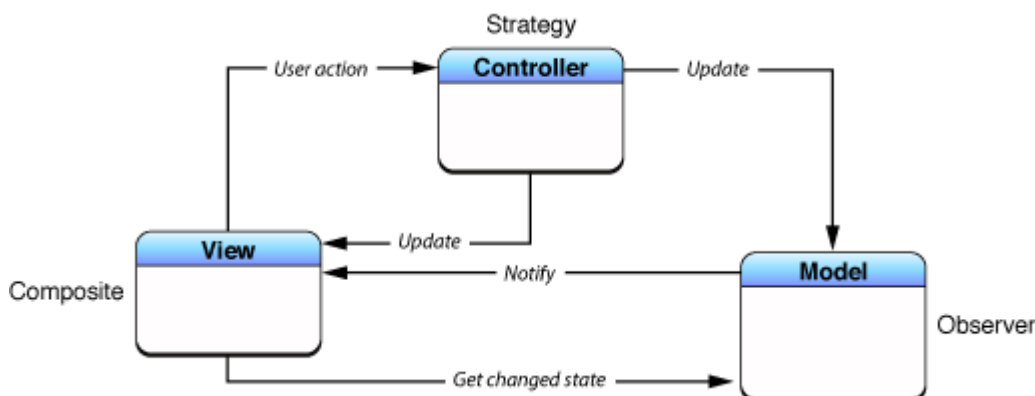 Strategy
User action
Controller
Update
View
Update
Notify
Model
Composite
Observer
Get changed state